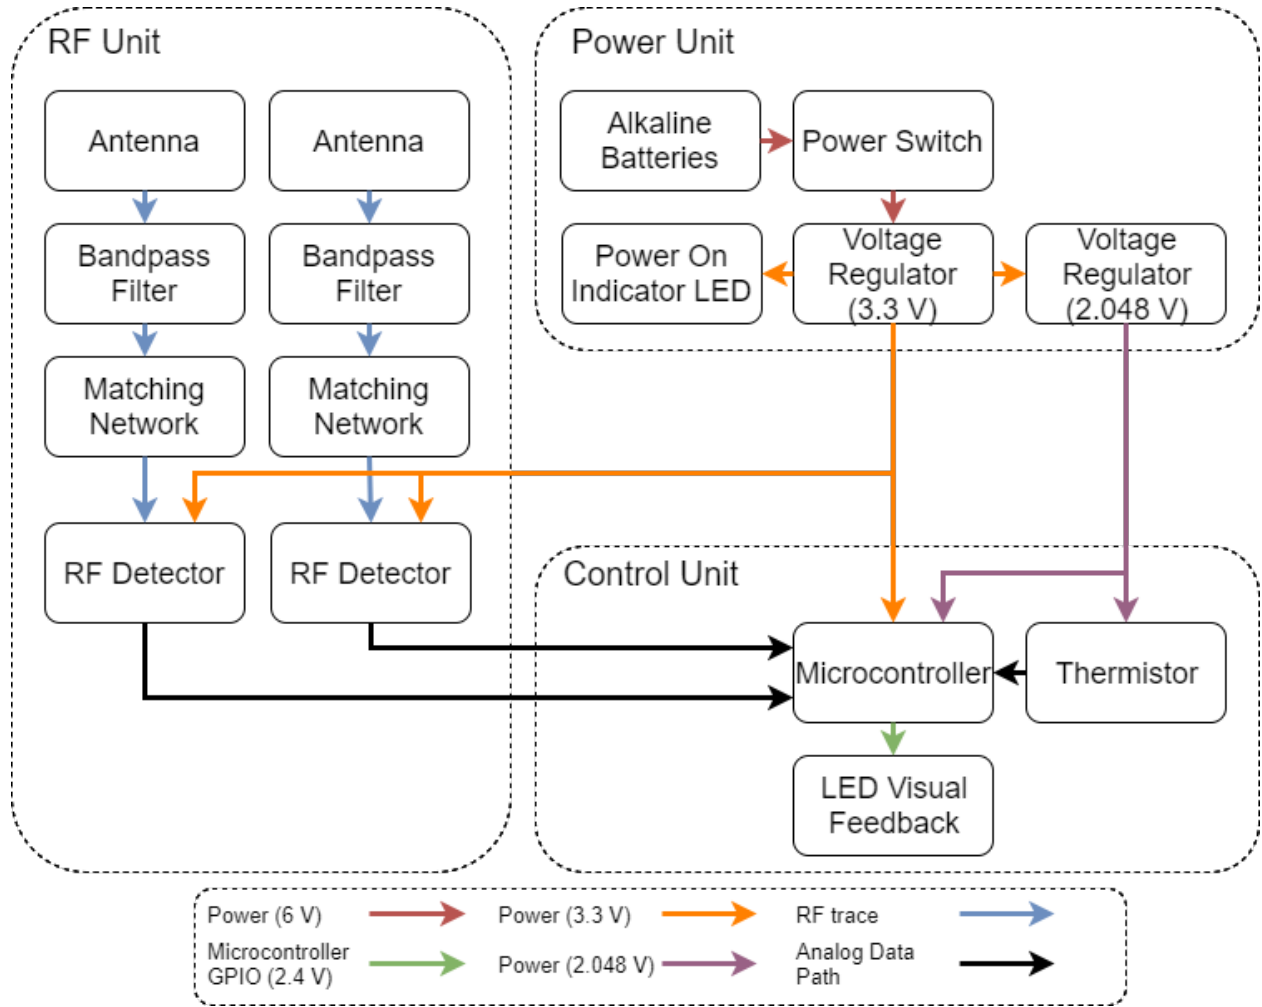 RF Unit
Antenna
Antenna
Bandpass
Filter
Bandpass
Filter
Matching
Network
Matching
Network
RF Detector
RF Detector
Power Unit
Alkaline
Batteries
Power Switch
Power On
Indicator LED
Voltage
Regulator
(3.3 V)
Voltage
Regulator
(2.048 V)
Control Unit
Microcontroller
Thermistor
LED Visual
Feedback
Power (6 V)
Power (3.3 V)
RF trace
Microcontroller
GPIO (2.4 V)
Power (2.048 V)
Analog Data
Path